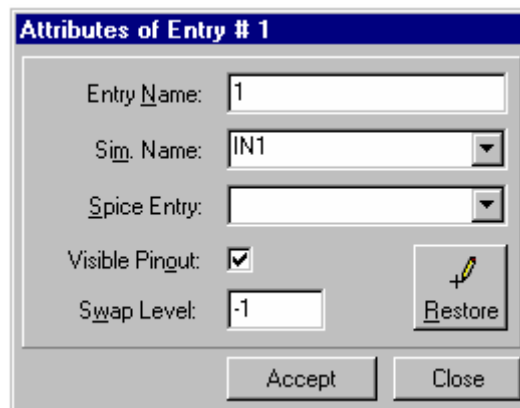 Attributes of Entry # 1
Entry Name: 1
Sim. Name: IN1
Spice Entry:
Visible Pinout:
Swap Level: -1
Restore
Accept Close